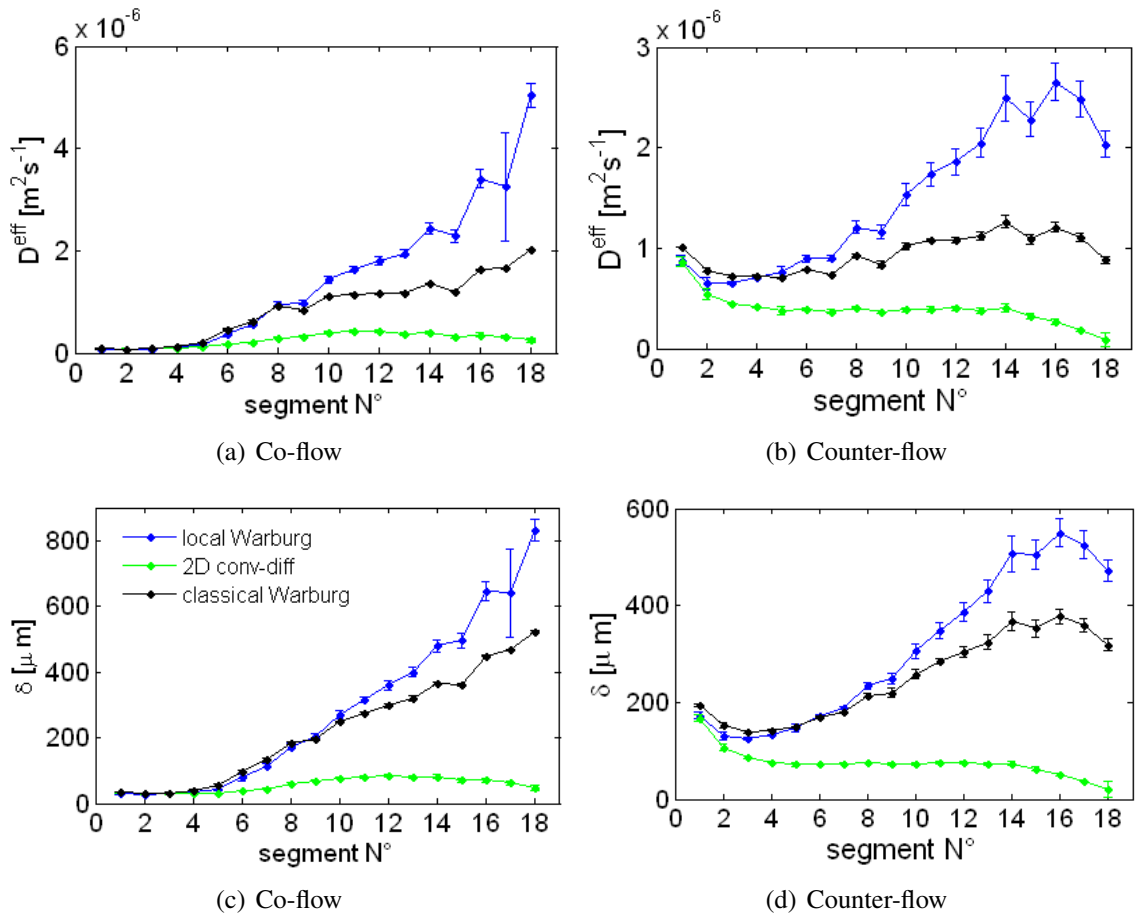 × 10⁻⁶
6
4
2
0
Dᵉᶠᶠ [m²s⁻¹]
0 2 4 6 8 10 12 14 16 18
segment N°
(a) Co-flow
× 10⁻⁶
3
2
1
0
Dᵉᶠᶠ [m²s⁻¹]
0 2 4 6 8 10 12 14 16 18
segment N°
(b) Counter-flow
800
600
400
200
0
δ [μ m]
local Warburg
2D conv-diff
classical Warburg
0 2 4 6 8 10 12 14 16 18
segment N°
(c) Co-flow
600
400
200
0
δ [μ m]
0 2 4 6 8 10 12 14 16 18
segment N°
(d) Counter-flow